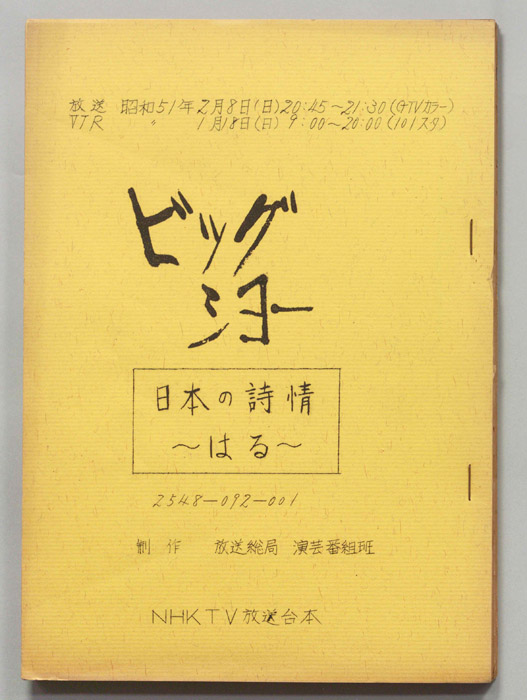 放送 昭和51年2月8日(日)20:45～21:30(GTVカラー)
VTR 〃 1月18日(日) 9:00～20:00(101スタ)
ビッグ
ショー
日本の詩情
～はる～
2548-092-001
制作 放送総局 演芸番組班
NHKTV放送台本